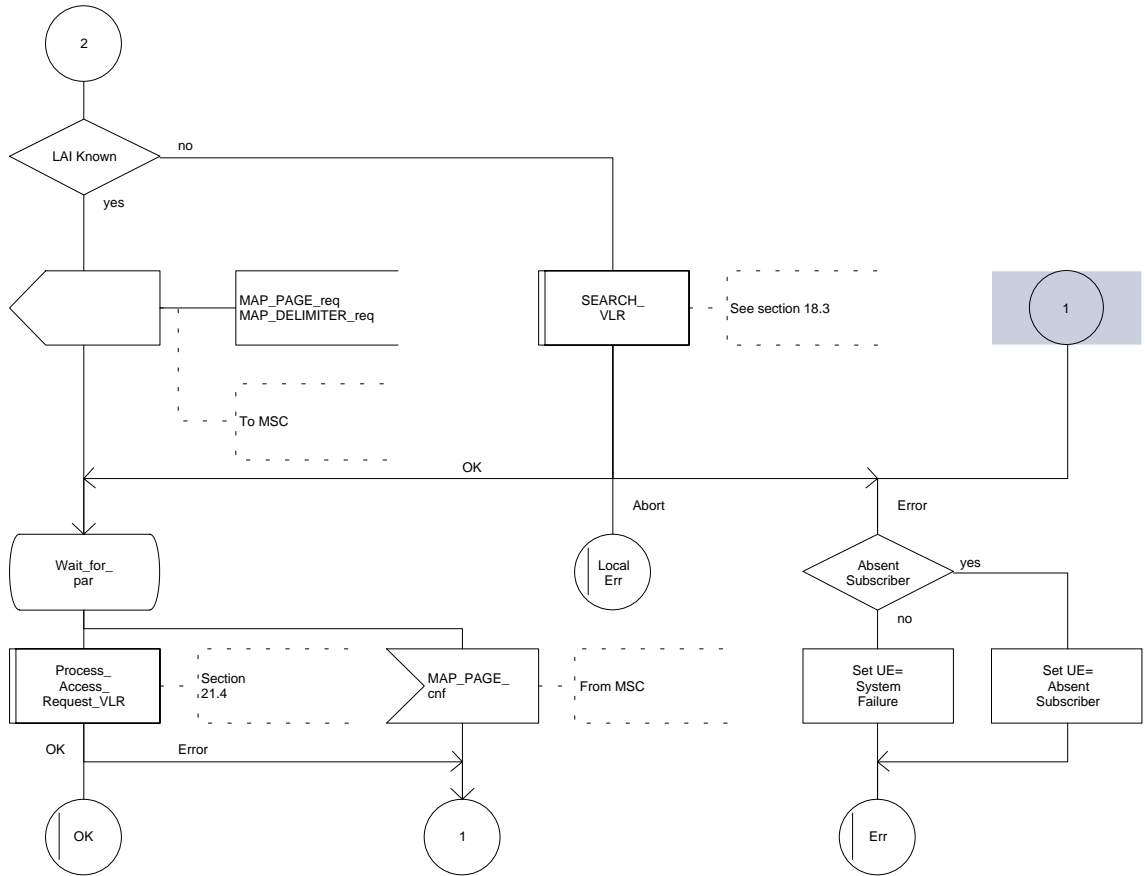 2
LAI Known
no
yes
MAP_PAGE_req
MAP_DELIMITER_req
SEARCH_
VLR
See section 18.3
1
To MSC
OK
Abort
Error
Wait_for_
par
Local
Err
Absent
Subscriber
yes
no
Process_
Access_
Request_VLR
Section
21.4
MAP_PAGE_
cnf
From MSC
Set UE=
System
Failure
Set UE=
Absent
Subscriber
OK
Error
OK
1
Err